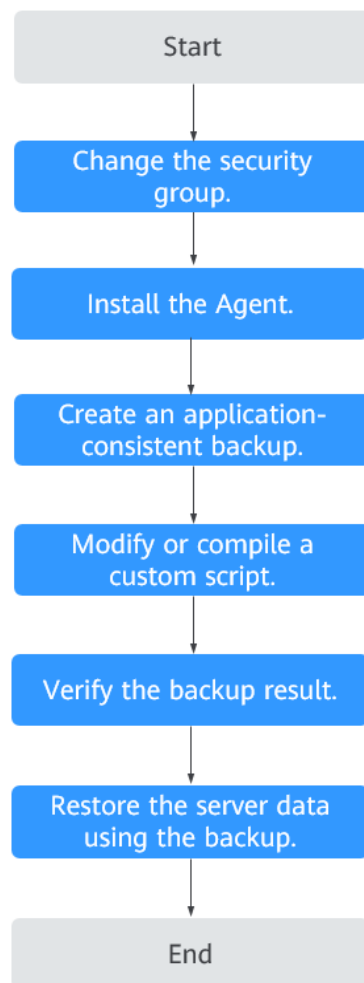 Start
Change the security
group.
Install the Agent.
Create an application-
consistent backup.
Modify or compile a
custom script.
Verify the backup result.
Restore the server data
using the backup.
End